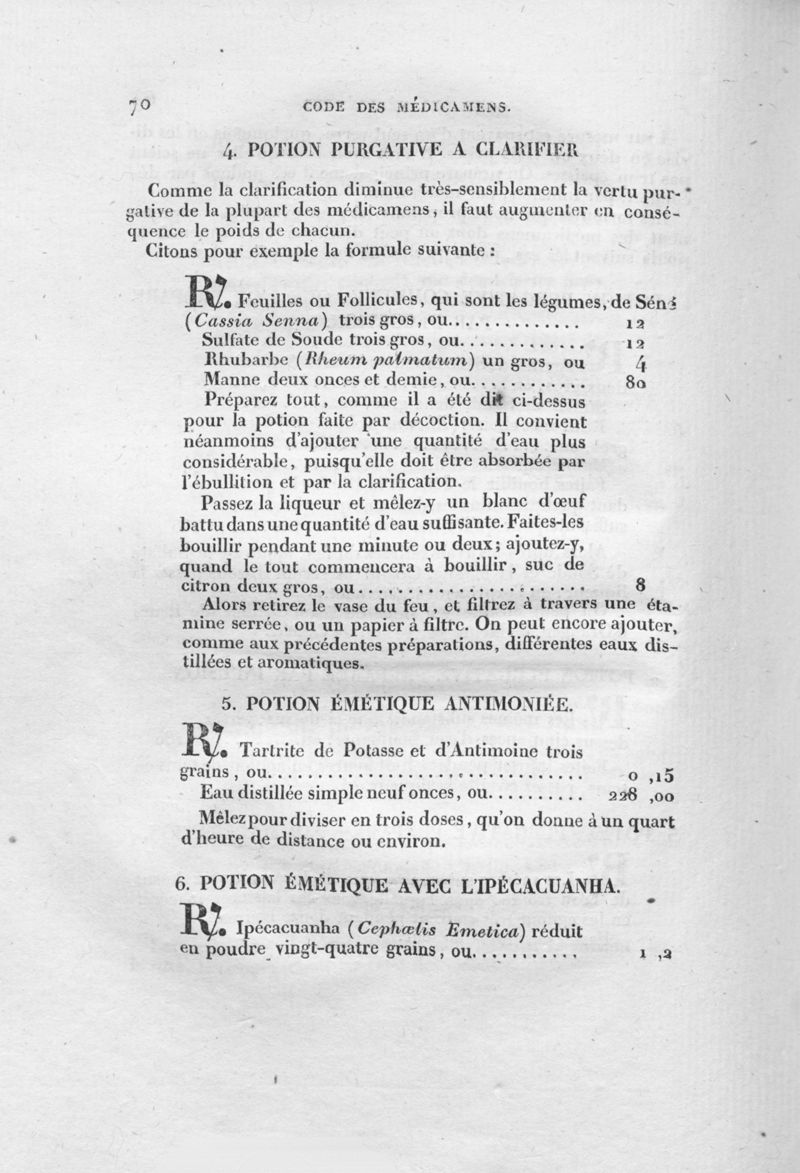 70 CODE DES MÉDICAMENS.
4. POTION PURGATIVE A CLARIFIER
Comme la clarification diminue très-sensiblement la vertu pur-
gative de la plupart des médicamens, il faut augmenter en consé-
quence le poids de chacun.
Citons pour exemple la formule suivante :
℞. Feuilles ou Follicules, qui sont les légumes, de Séné
(Cassia Senna) trois gros, ou.............. 12
Sulfate de Soude trois gros, ou............ 12
Rhubarbe (Rheum palmatum) un gros, ou 4
Manne deux onces et demie, ou............ 80
Préparez tout, comme il a été dit ci-dessus
pour la potion faite par décoction. Il convient
néanmoins d'ajouter une quantité d'eau plus
considérable, puisqu'elle doit être absorbée par
l'ébullition et par la clarification.
Passez la liqueur et mêlez-y un blanc d'œuf
battu dans une quantité d'eau suffisante. Faites-les
bouillir pendant une minute ou deux; ajoutez-y,
quand le tout commencera à bouillir, suc de
citron deux gros, ou...................... 8
Alors retirez le vase du feu, et filtrez à travers une éta-
mine serrée, ou un papier à filtre. On peut encore ajouter,
comme aux précédentes préparations, différentes eaux dis-
tillées et aromatiques.
5. POTION ÉMÉTIQUE ANTIMONIÉE.
℞. Tartrite de Potasse et d'Antimoine trois
grains, ou................................ 0 ,15
Eau distillée simple neuf onces, ou.......... 228 ,00
Mêlez pour diviser en trois doses, qu'on donne à un quart
d'heure de distance ou environ.
6. POTION ÉMÉTIQUE AVEC L'IPÉCACUANHA.
℞. Ipécacuanha (Cephælis Emetica) réduit
en poudre vingt-quatre grains, ou........... 1 ,2